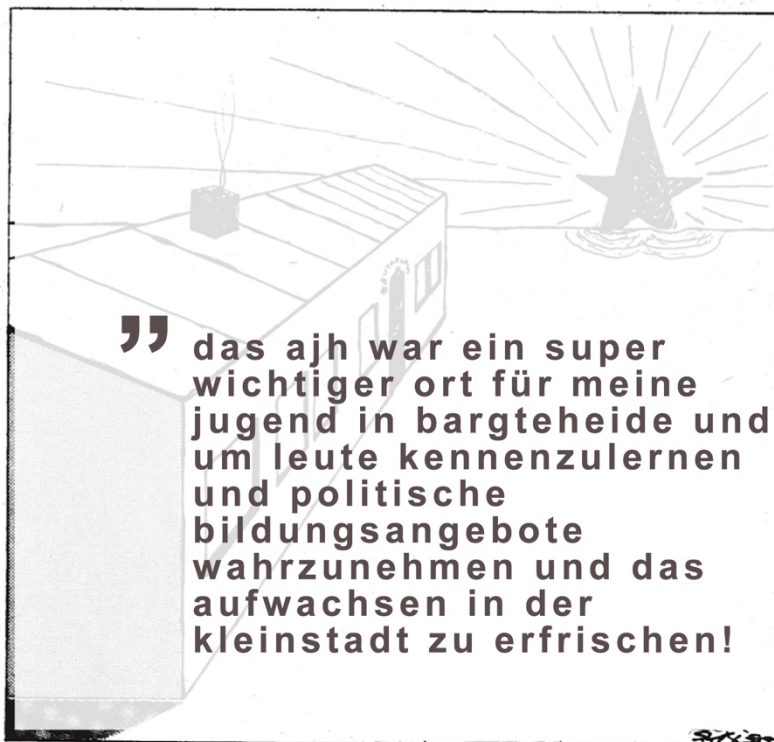 ” das ajh war ein super
wichtiger ort für meine
jugend in bargteheide und
um leute kennenzulernen
und politische
bildungsangebote
wahrzunehmen und das
aufwachsen in der
kleinstadt zu erfrischen!